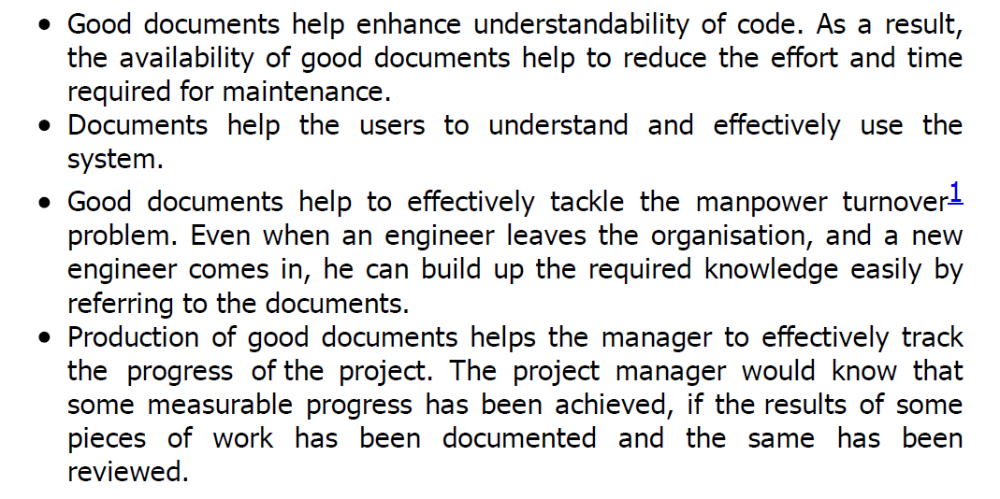 • Good documents help enhance understandability of code. As a result,
the availability of good documents help to reduce the effort and time
required for maintenance.
• Documents help the users to understand and effectively use the
system.
• Good documents help to effectively tackle the manpower turnover1
problem. Even when an engineer leaves the organisation, and a new
engineer comes in, he can build up the required knowledge easily by
referring to the documents.
• Production of good documents helps the manager to effectively track
the progress of the project. The project manager would know that
some measurable progress has been achieved, if the results of some
pieces of work has been documented and the same has been
reviewed.